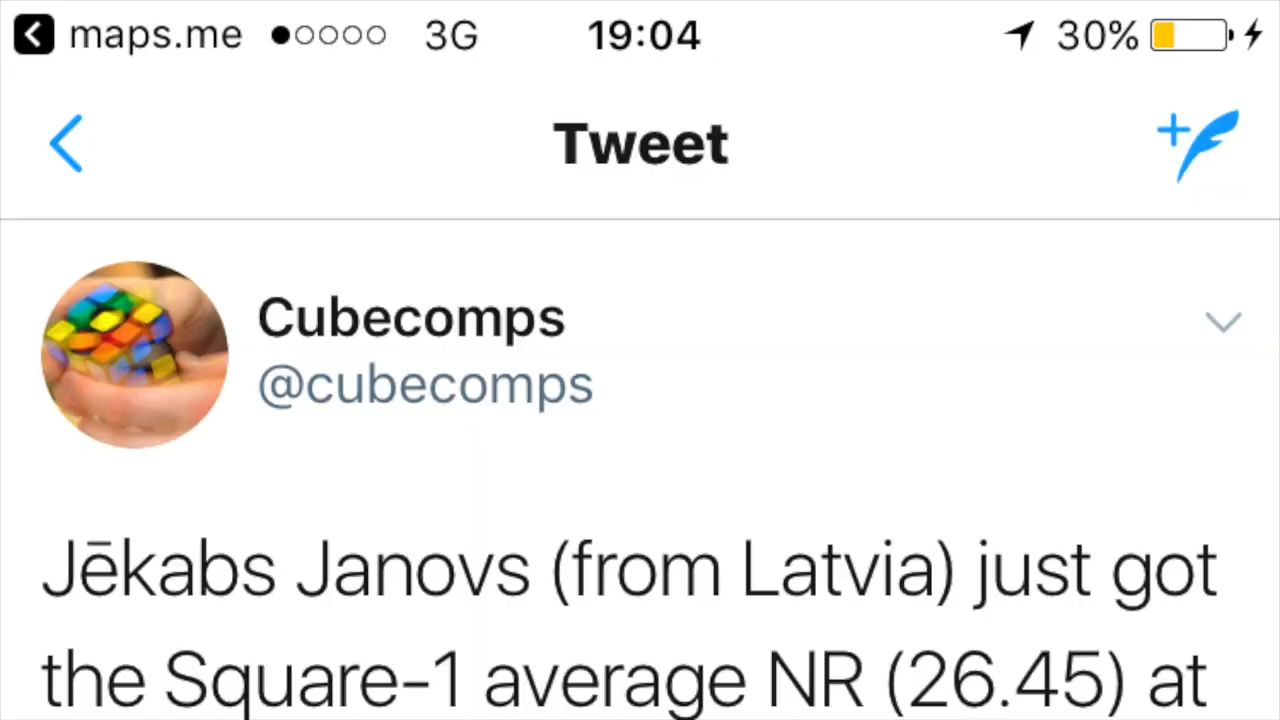 maps.me 3G 19:04 30%
Tweet
Cubecomps
@cubecomps
Jēkabs Janovs (from Latvia) just got
the Square-1 average NR (26.45) at